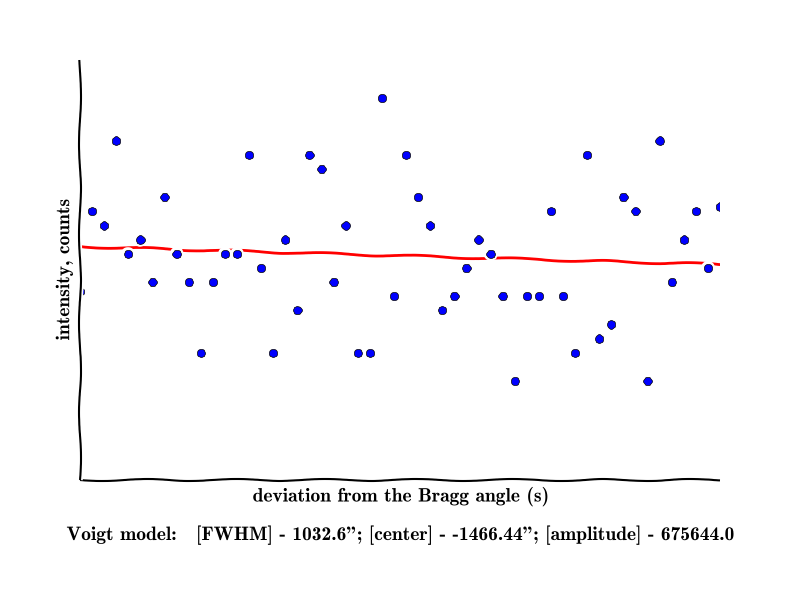 intensity, counts
deviation from the Bragg angle (s)
Voigt model: [FWHM] - 1032.6”; [center] - -1466.44”; [amplitude] - 675644.0